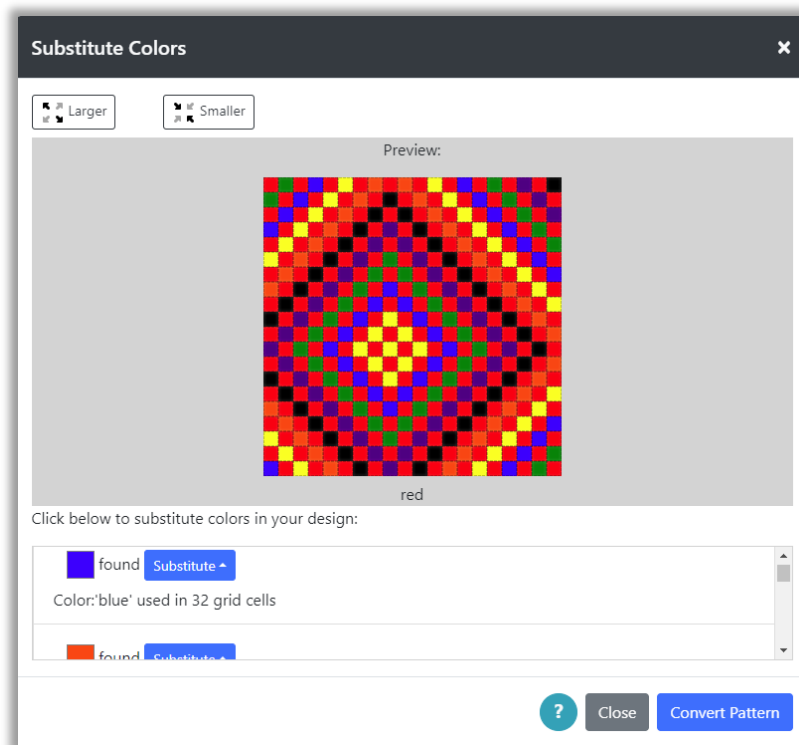 Substitute Colors ×
Larger Smaller
Preview:
red
Click below to substitute colors in your design:
found Substitute
Color:'blue' used in 32 grid cells
found Substitute
? Close Convert Pattern